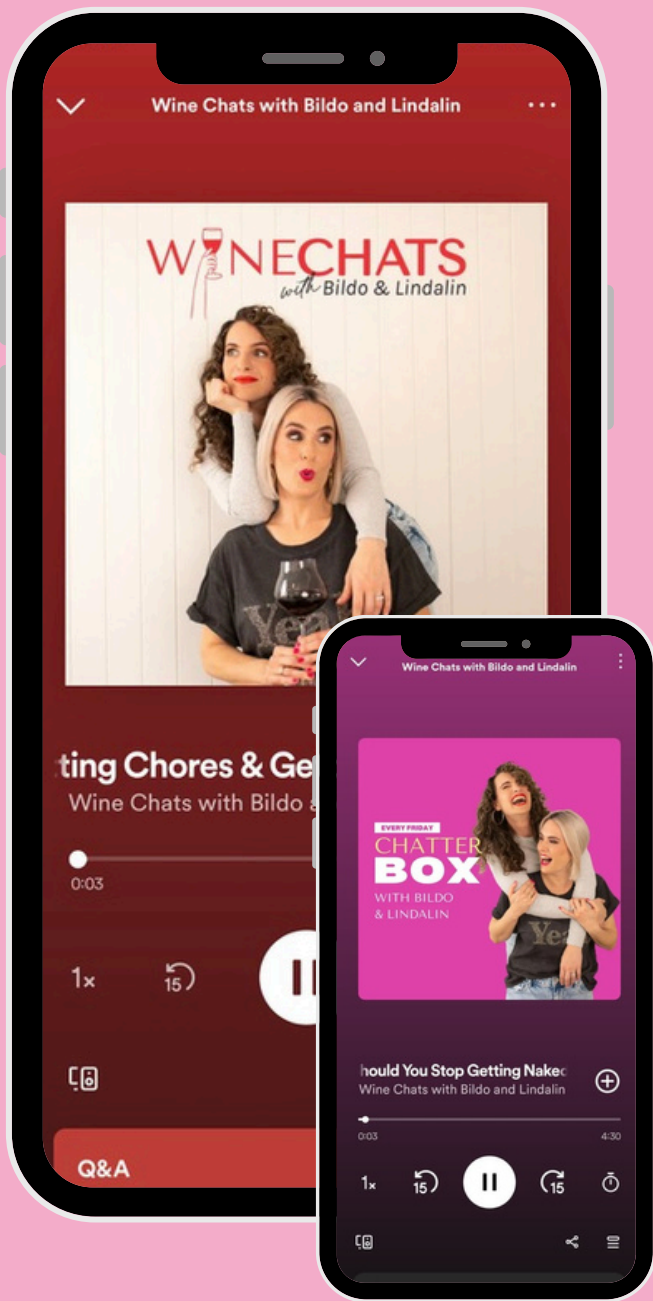 Wine Chats with Bildo and Lindalin
WINECHATS
with Bildo & Lindalin
Yea
ting Chores & Ge
Wine Chats with Bildo
0:03
1x
15
Q&A
Wine Chats with Bildo and Lindalin
EVERY FRIDAY
CHATTER
BOX
WITH BILDO
& LINDALIN
Yea
hould You Stop Getting Naked
Wine Chats with Bildo and Lindalin
0:03
4:30
1x
15
15